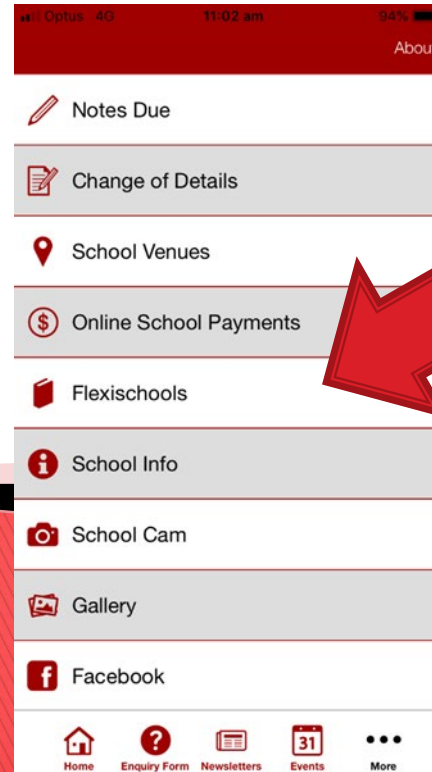 Optus 4G 11:02 am 94%
About
Notes Due
Change of Details
School Venues
$ Online School Payments
Flexischools
School Info
School Cam
Gallery
f Facebook
? 31
Home Enquiry Form Newsletters Events More